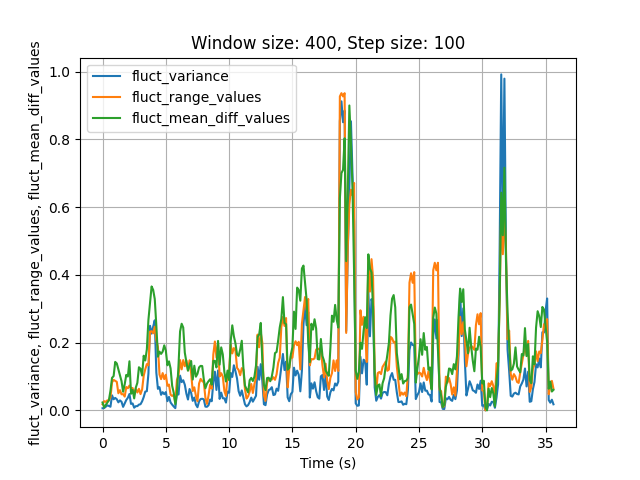 Window size: 400, Step size: 100
fluct_variance, fluct_range_values, fluct_mean_diff_values
1.0
0.8
0.6
0.4
0.2
0.0
fluct_variance
fluct_range_values
fluct_mean_diff_values
0 5 10 15 20 25 30 35
Time (s)